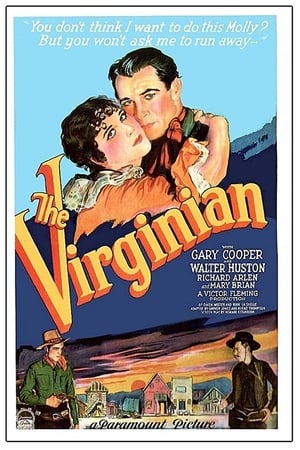 "You don't think I want to do this Molly?
But you won't ask me to run away—"
The
Virginian
WITH
GARY COOPER
WALTER HUSTON
RICHARD ARLEN
AND MARY BRIAN
A VICTOR FLEMING
PRODUCTION
a Paramount Picture